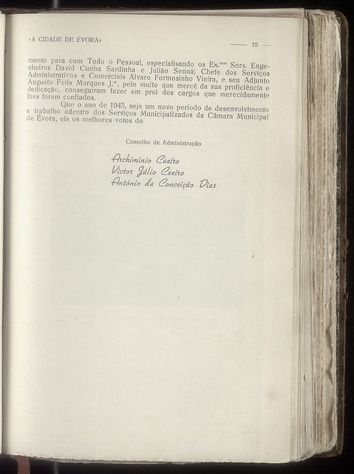 «A CIDADE DE ÉVORA»
— 75 —
mento para com Todo o Pessoal, especialisando os Ex.mos Snrs. Enge-
nheiros David Cunha Sardinha e Julião Senna; Chefe dos Serviços
Administrativos e Comerciais Alvaro Formosinho Vieira, e seu Adjunto
Augusto Felix Marques J.or, pelo muito que mercê da sua proficiência e
dedicação, conseguiram fazer em prol dos cargos que merecidamente
lhes foram confiados.
Que o ano de 1943, seja um novo período de desenvolvimento
e trabalho adentro dos Serviços Municipalizados da Câmara Municipal
de Évora, eis os melhores votos do
Conselho de Administração
Archiminio Caeiro
Victor Júlio Caeiro
António da Conceição Dias